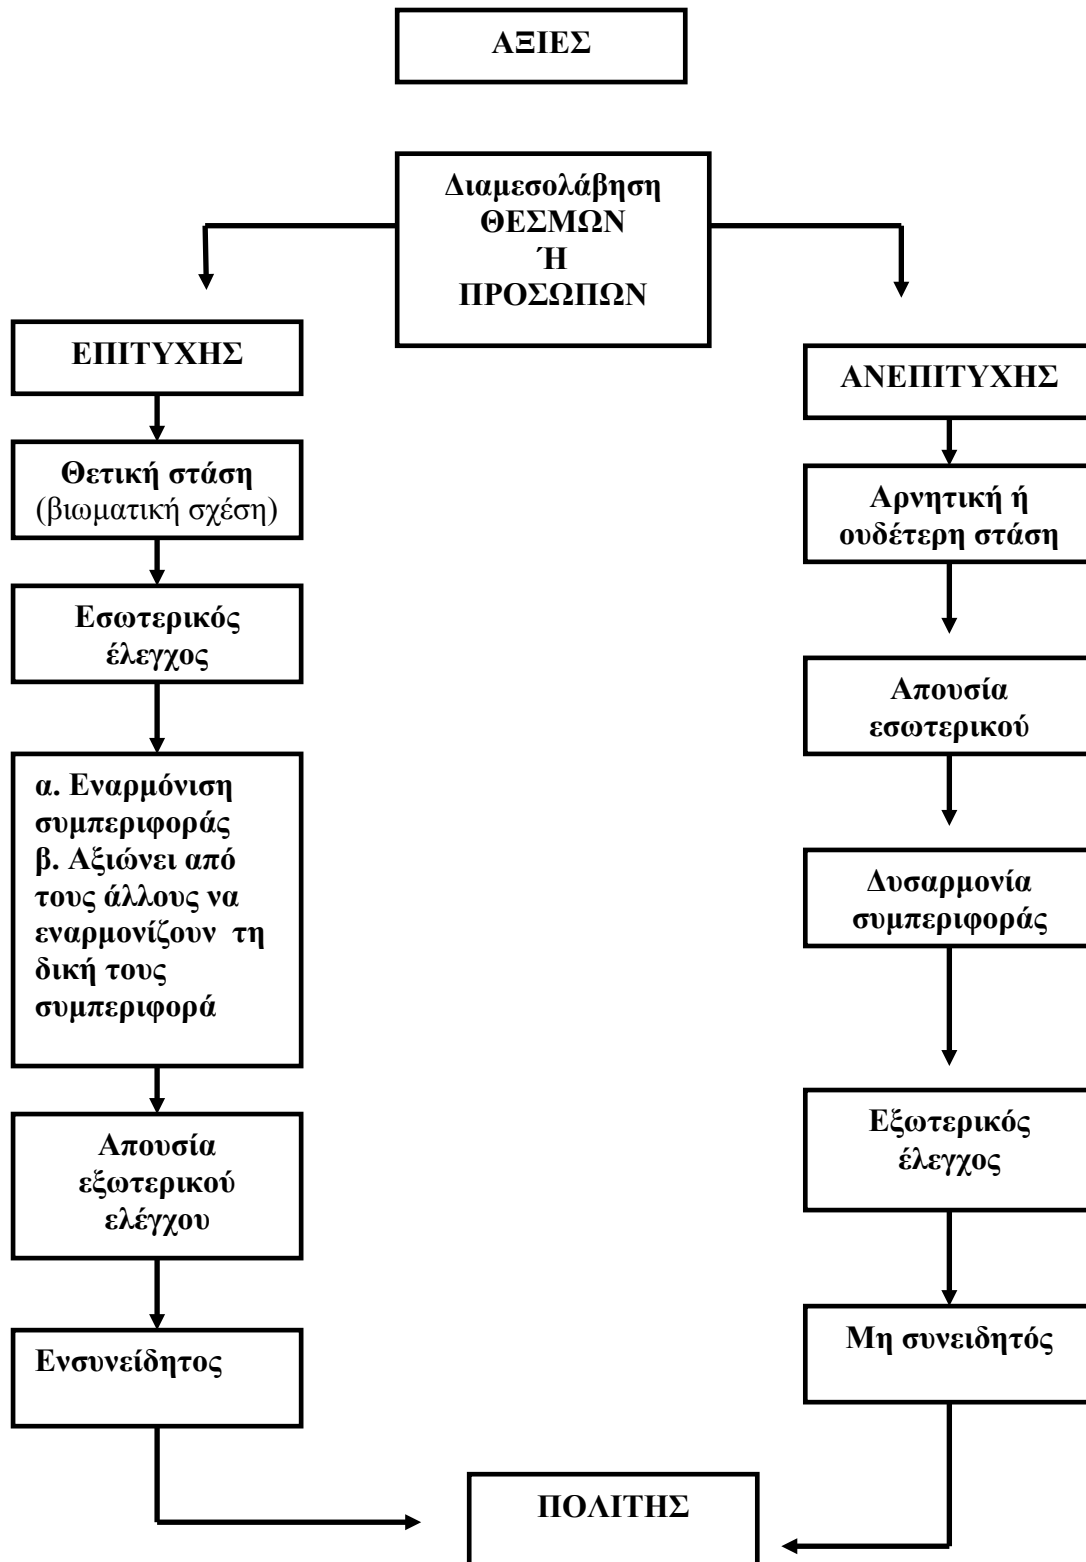 ΑΞΙΕΣ
Διαμεσολάβηση
ΘΕΣΜΩΝ
Ή
ΠΡΟΣΩΠΩΝ
ΕΠΙΤΥΧΗΣ
Θετική στάση
(βιωματική σχέση)
Εσωτερικός
έλεγχος
α. Εναρμόνιση
συμπεριφοράς
β. Αξιώνει από
τους άλλους να
εναρμονίζουν τη
δική τους
συμπεριφορά
Απουσία
εξωτερικού
ελέγχου
Ενσυνείδητος
ΑΝΕΠΙΤΥΧΗΣ
Αρνητική ή
ουδέτερη στάση
Απουσία
εσωτερικού
Δυσαρμονία
συμπεριφοράς
Εξωτερικός
έλεγχος
Μη συνειδητός
ΠΟΛΙΤΗΣ